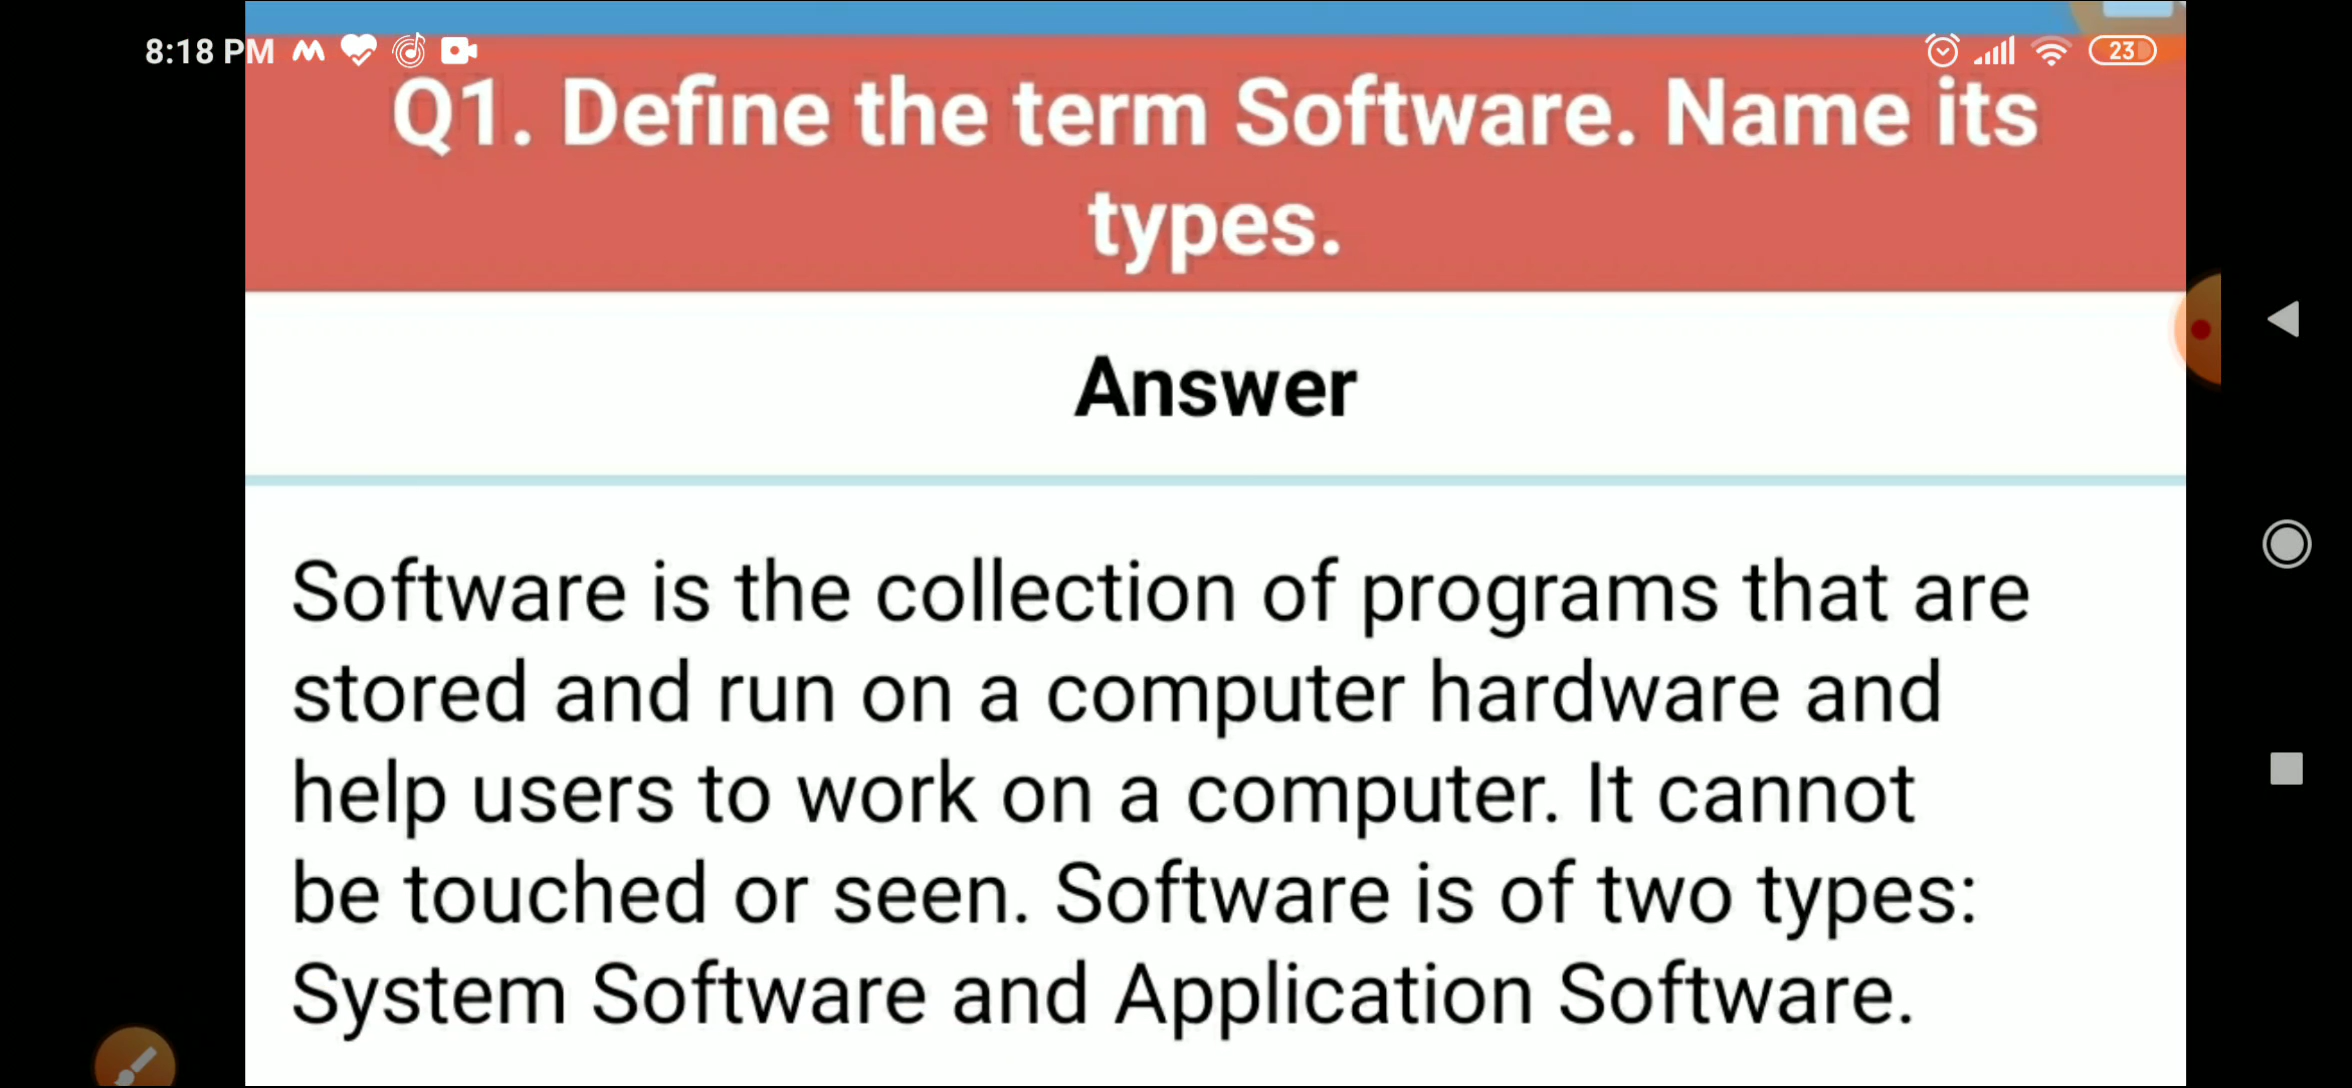 8:18 PM
23
Q1. Define the term Software. Name its
types.
Answer
Software is the collection of programs that are
stored and run on a computer hardware and
help users to work on a computer. It cannot
be touched or seen. Software is of two types:
System Software and Application Software.